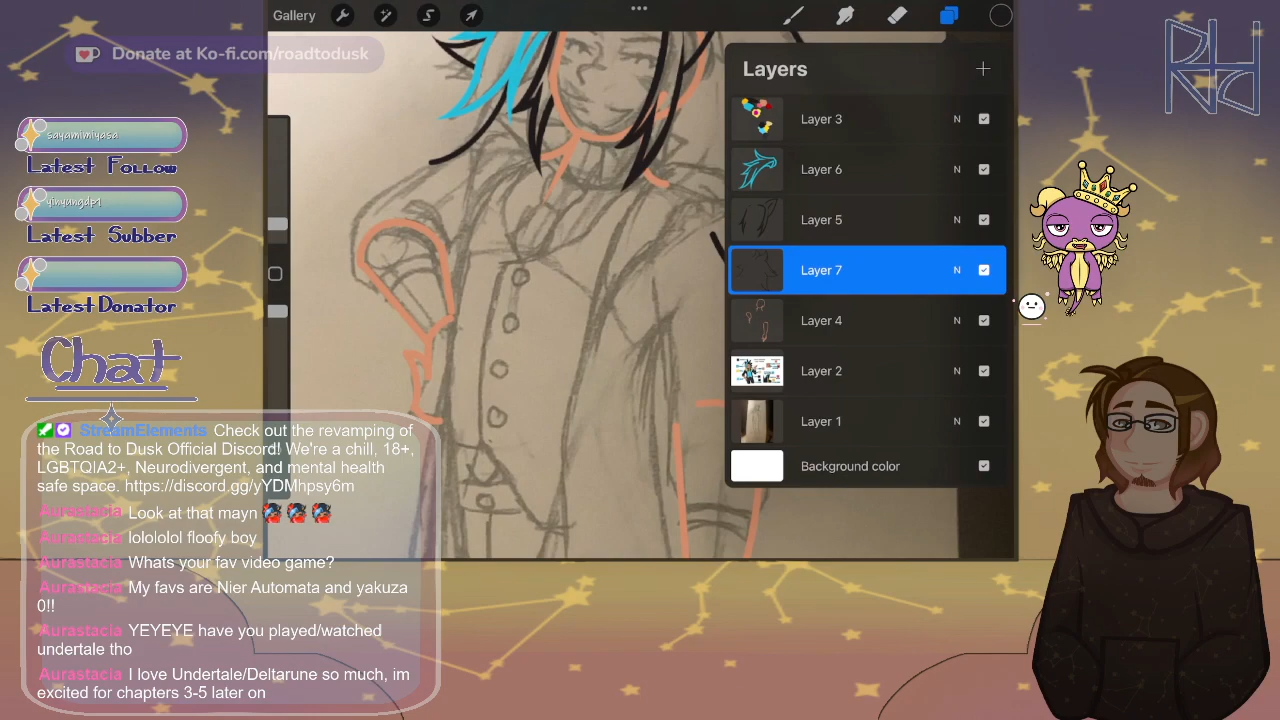 Gallery
Donate at Ko-fi.com/roadtodusk
RtD
Layers
Layer 3 N
Layer 6 N
Layer 5 N
Layer 7 N
Layer 4 N
Layer 2 N
Layer 1 N
Background color
sayamimiyasa
Latest Follow
yinyangdp1
Latest Subber
Latest Donator
Chat
StreamElements Check out the revamping of
the Road to Dusk Official Discord! We're a chill, 18+,
LGBTQIA2+, Neurodivergent, and mental health
safe space. https://discord.gg/yYDMhpsy6m
Aurastacia Look at that mayn
Aurastacia lolololol floofy boy
Aurastacia Whats your fav video game?
Aurastacia My favs are Nier Automata and yakuza
0!!
Aurastacia YEYEYE have you played/watched
undertale tho
Aurastacia I love Undertale/Deltarune so much, im
excited for chapters 3-5 later on